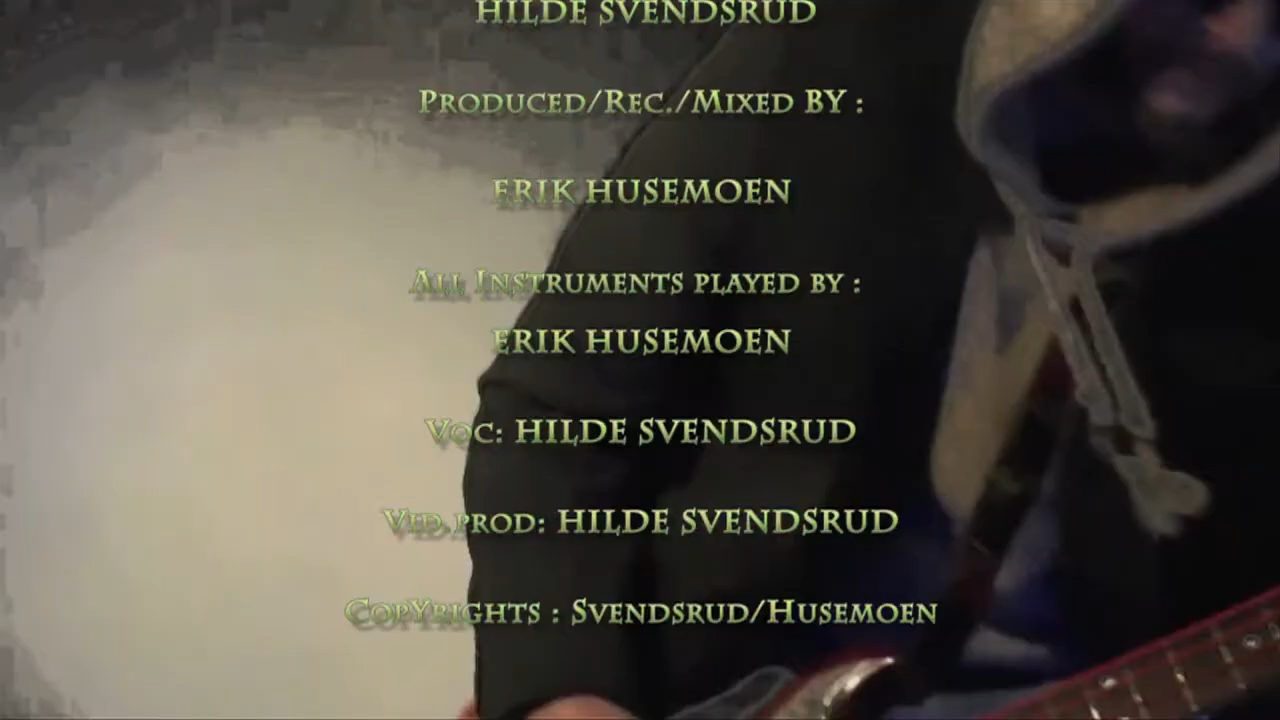 HILDE SVENDSRUD
PRODUCED/REC./MIXED BY :
ERIK HUSEMOEN
ALL INSTRUMENTS PLAYED BY :
ERIK HUSEMOEN
VOC: HILDE SVENDSRUD
VID.PROD: HILDE SVENDSRUD
COPYRIGHTS : SVENDSRUD/HUSEMOEN